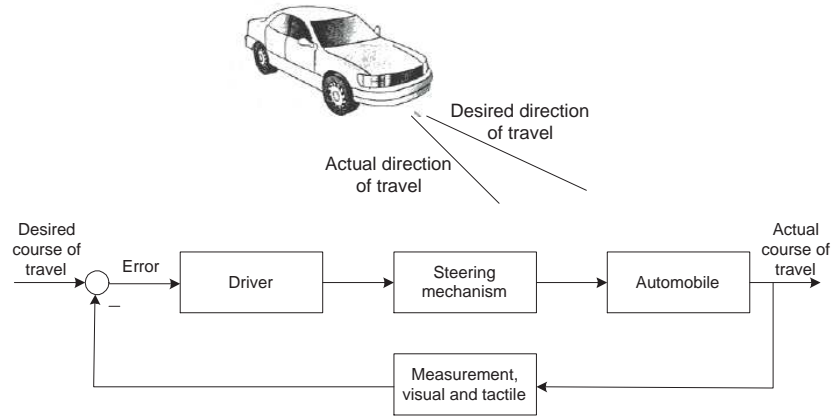 Desired direction
of travel
Actual direction
of travel
Desired
course of
travel
Error
Driver
Steering
mechanism
Automobile
Actual
course of
travel
–
Measurement,
visual and tactile